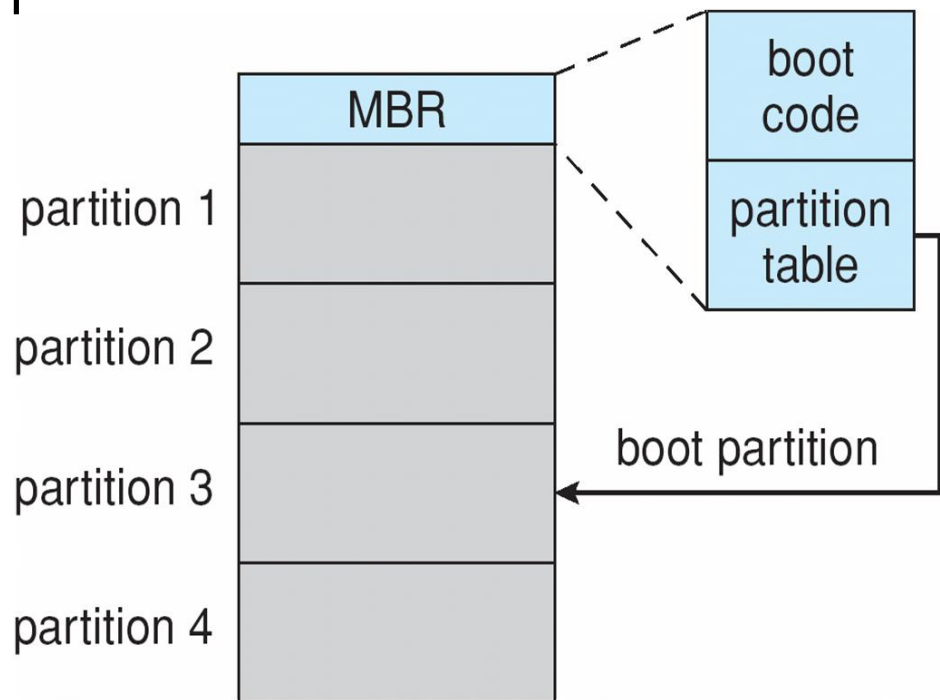 MBR
boot
code
partition
table
partition 1
partition 2
boot partition
partition 3
partition 4